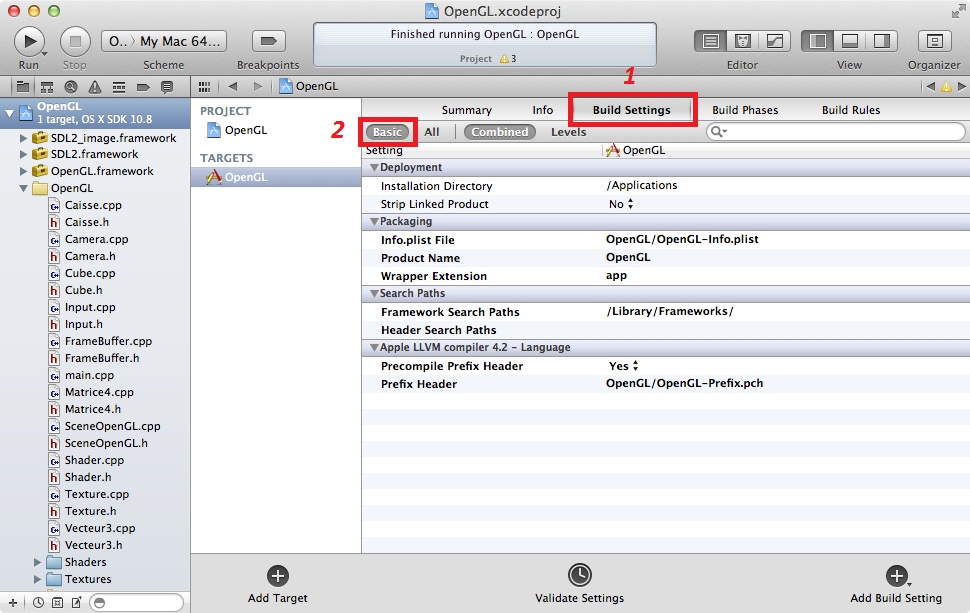 OpenGL.xcodeproj
O.. 〉 My Mac 64...
Finished running OpenGL : OpenGL
Project 3
Run Stop Scheme Breakpoints Editor View Organizer
1
OpenGL
OpenGL
1 target, OS X SDK 10.8
SDL2_image.framework
SDL2.framework
OpenGL.framework
OpenGL
Caisse.cpp
Caisse.h
Camera.cpp
Camera.h
Cube.cpp
Cube.h
Input.cpp
Input.h
FrameBuffer.cpp
FrameBuffer.h
main.cpp
Matrice4.cpp
Matrice4.h
SceneOpenGL.cpp
SceneOpenGL.h
Shader.cpp
Shader.h
Texture.cpp
Texture.h
Vecteur3.cpp
Vecteur3.h
Shaders
Textures
PROJECT
OpenGL
TARGETS
OpenGL
Summary Info Build Settings Build Phases Build Rules
2
Basic All Combined Levels
Setting OpenGL
Deployment
Installation Directory /Applications
Strip Linked Product No
Packaging
Info.plist File OpenGL/OpenGL-Info.plist
Product Name OpenGL
Wrapper Extension app
Search Paths
Framework Search Paths /Library/Frameworks/
Header Search Paths
Apple LLVM compiler 4.2 - Language
Precompile Prefix Header Yes
Prefix Header OpenGL/OpenGL-Prefix.pch
Add Target Validate Settings Add Build Setting